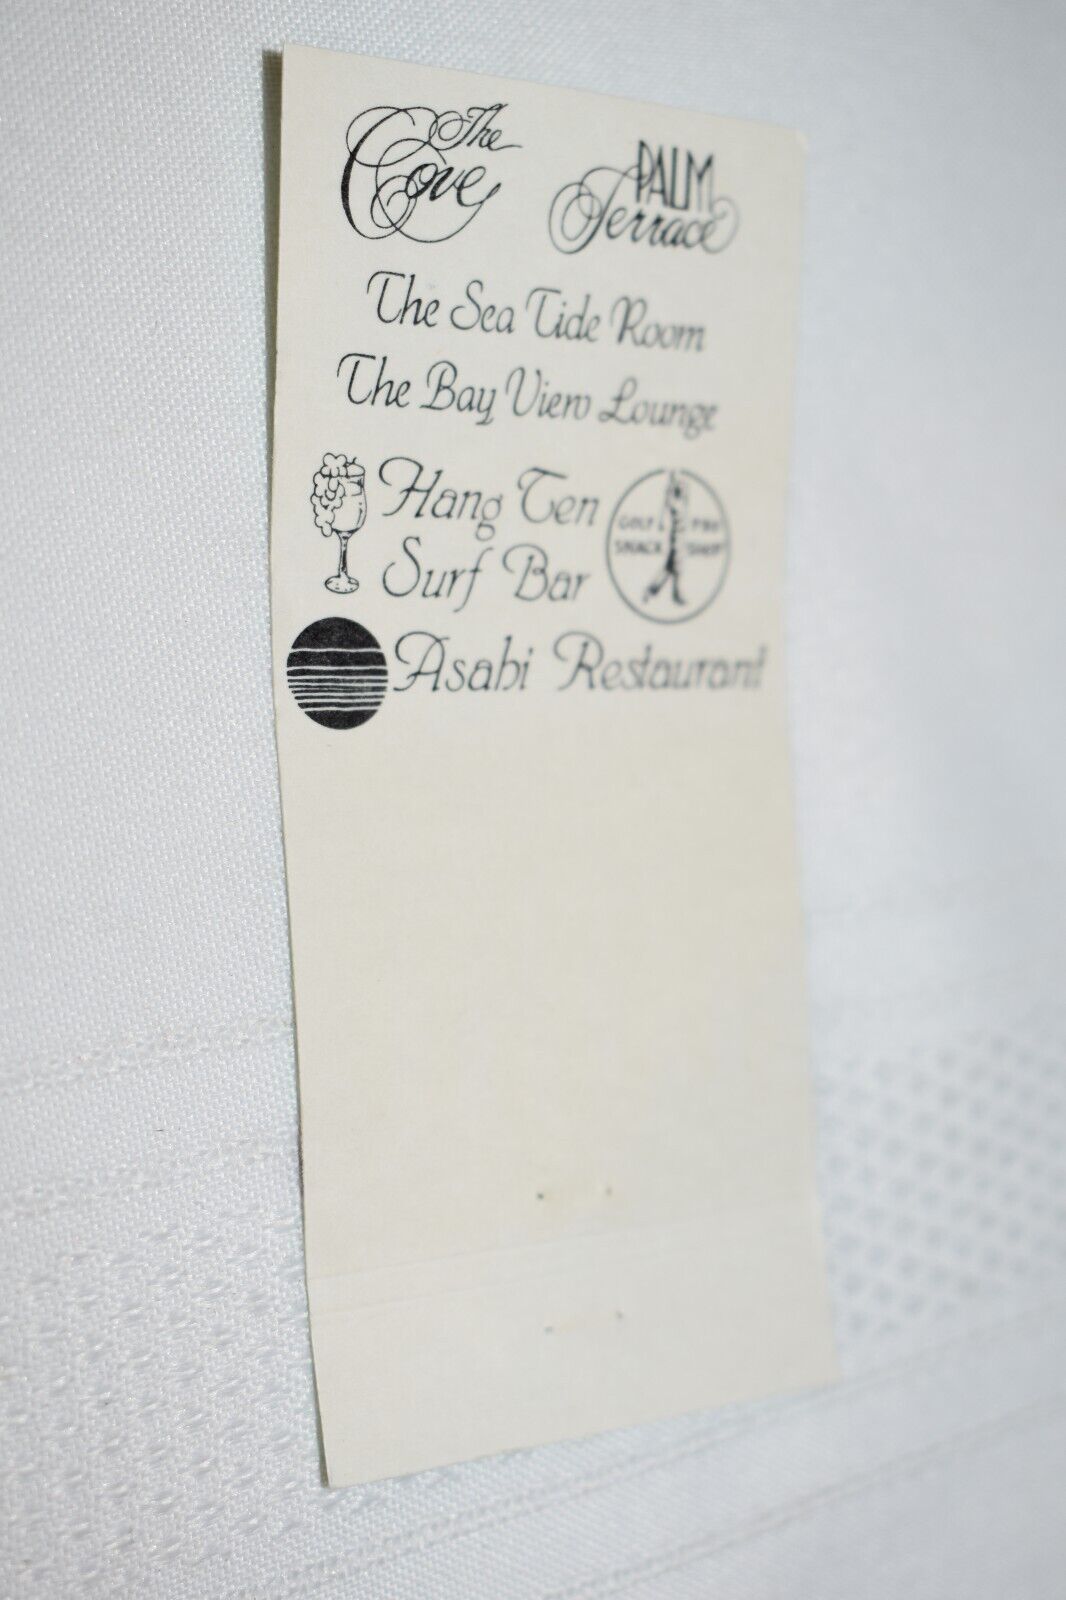 The Cove
PALM Terrace
The Sea Tide Room
The Bay View Lounge
Hang Ten
Surf Bar
GOLF PRO
SNACK SHOP
Asahi Restaurant